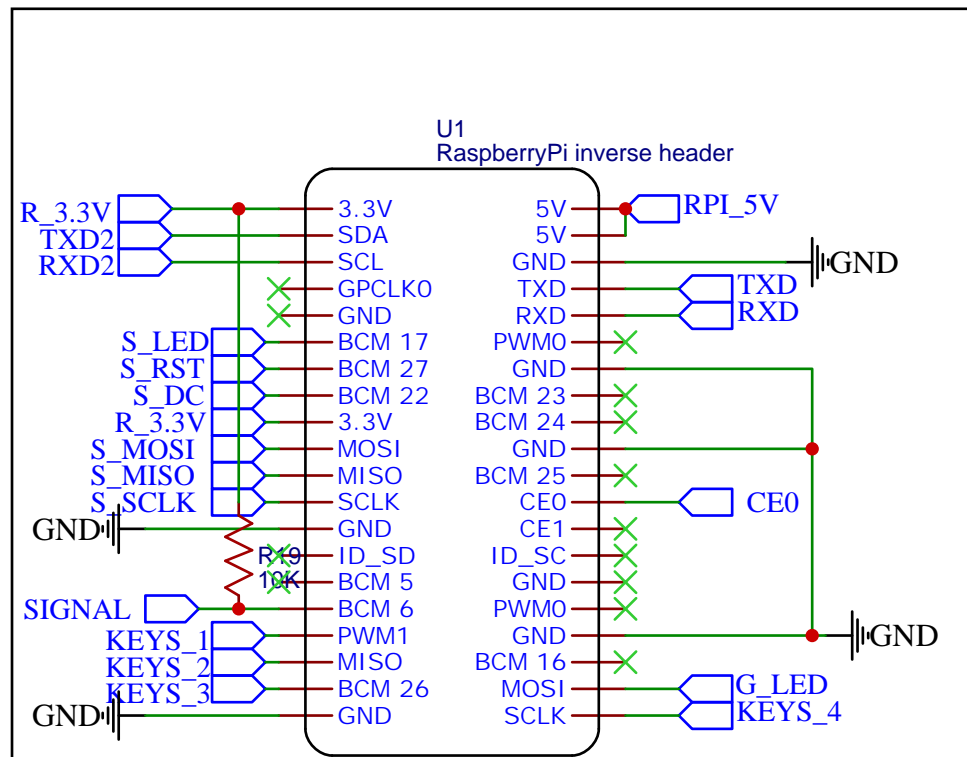 U1
RaspberryPi inverse header
R_3.3V 3.3V 5V RPI_5V
TXD2 SDA 5V
RXD2 SCL GND GND
GPCLK0 TXD TXD
GND RXD RXD
S_LED BCM 17 PWM0
S_RST BCM 27 GND
S_DC BCM 22 BCM 23
R_3.3V 3.3V BCM 24
S_MOSI MOSI GND
S_MISO MISO BCM 25
S_SCLK SCLK CE0 CE0
GND GND CE1
R19 ID_SD ID_SC
10K BCM 5 GND
SIGNAL BCM 6 PWM0
KEYS_1 PWM1 GND GND
KEYS_2 MISO BCM 16
KEYS_3 BCM 26 MOSI G_LED
GND GND SCLK KEYS_4